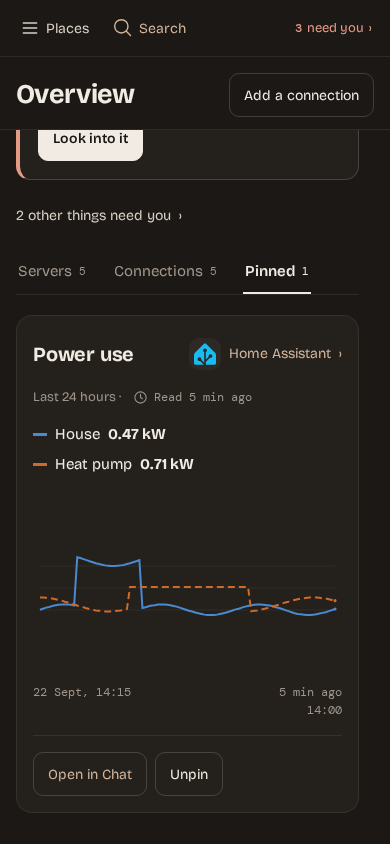 Places
Search
3 need you ›
Overview
Add a connection
Look into it
2 other things need you ›
Servers 5
Connections 5
Pinned 1
Power use
Home Assistant ›
Last 24 hours · Read 5 min ago
House 0.47 kW
Heat pump 0.71 kW
22 Sept, 14:15
5 min ago
14:00
Open in Chat
Unpin